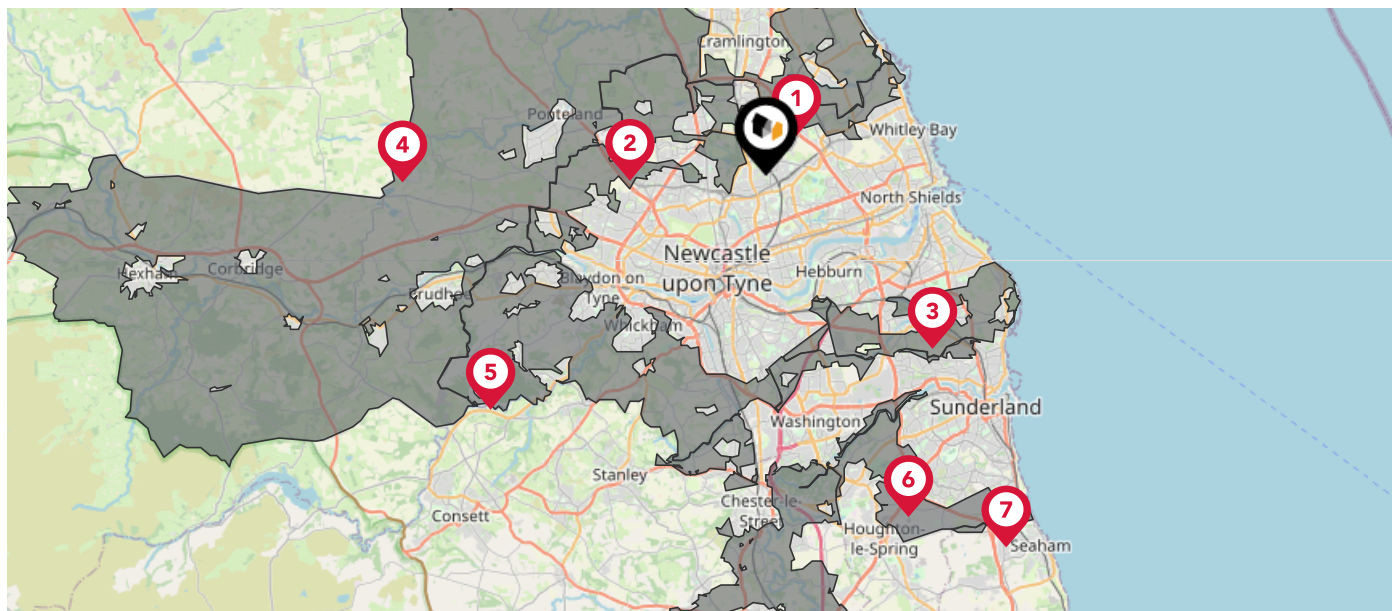 Cramlington
1
Ponteland
Whitley Bay
2
4
North Shields
Newcastle
upon Tyne
Hebburn
Hexham
Corbridge
Blaydon on
Tyne
Prudhoe
3
Whickham
5
Sunderland
Washington
Stanley
6
Chester-le-
Street
7
Consett
Houghton-
le-Spring
Seaham